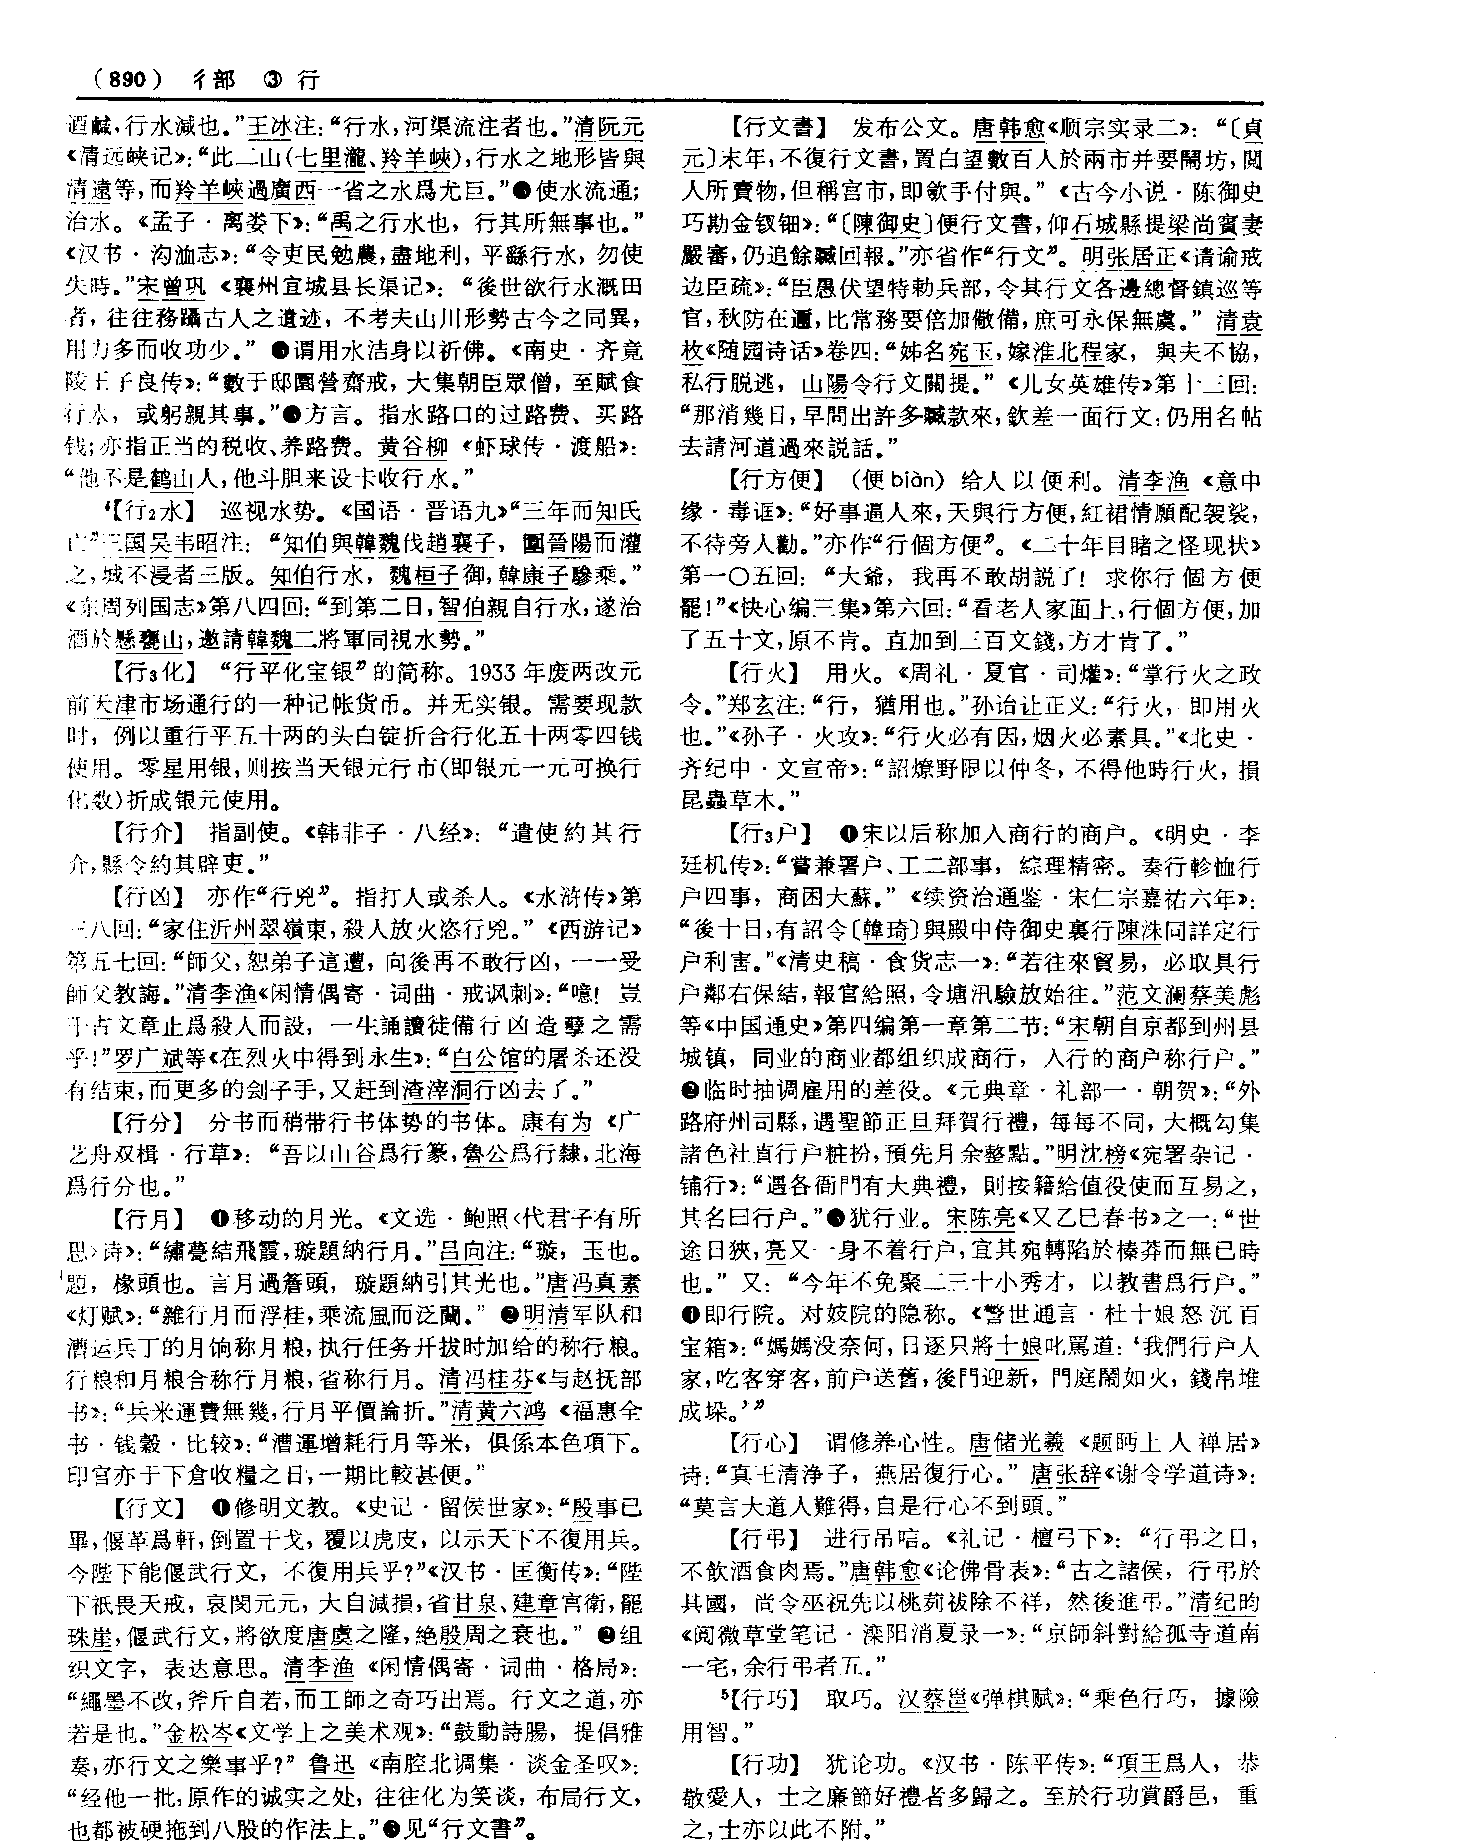 （890） 彳部 ③ 行
酒鹹，行水減也。”王冰注：“行水，河渠流注者也。”清阮元
《清远峡记》：“此二山（七里瀧、羚羊峽），行水之地形皆與
清遠等，而羚羊峽過廣西一省之水爲尤巨。”●使水流通；
治水。《孟子·离娄下》：“禹之行水也，行其所無事也。”
《汉书·沟洫志》：“令吏民勉農，盡地利，平繇行水，勿使
失時。”宋曾巩《襄州宜城县长渠记》：“後世欲行水溉田
者，往往務躡古人之遺迹，不考夫山川形勢古今之同異，
用力多而收功少。”●谓用水洁身以祈佛。《南史·齐竟
陵王子良传》：“數于邸園營齋戒，大集朝臣眾僧，至賦食
行水，或躬親其事。”●方言。指水路口的过路费、买路
钱；亦指正当的税收、养路费。黄谷柳《虾球传·渡船》：
“他不是鹤山人，他斗胆来设卡收行水。”
【行₂水】 巡视水势。《国语·晋语九》“三年而知氏
亡”三国吴韦昭注：“知伯與韓魏伐趙襄子，圍晉陽而灌
之，城不浸者三版。知伯行水，魏桓子御，韓康子驂乘。”
《东周列国志》第八四回：“到第二日，智伯親自行水，遂治
酒於懸甕山，邀請韓魏二將軍同視水勢。”
【行₃化】 “行平化宝银”的简称。1933年废两改元
前天津市场通行的一种记帐货币。并无实银。需要现款
时，例以重行平五十两的头白锭折合行化五十两零四钱
使用。零星用银，则按当天银元行市（即银元一元可换行
化数）折成银元使用。
【行介】 指副使。《韩非子·八经》：“遣使約其行
介，縣令約其辟吏。”
【行凶】 亦作“行兇”。指打人或杀人。《水浒传》第
三八回：“家住沂州翠嶺東，殺人放火恣行兇。”《西游记》
第五七回：“師父，恕弟子這遭，向後再不敢行凶，一一受
師父教誨。”清李渔《闲情偶寄·词曲·戒讽刺》：“噫！豈
千古文章止爲殺人而設，一生誦讀徒備行凶造孽之需
乎！”罗广斌等《在烈火中得到永生》：“白公馆的屠杀还没
有结束，而更多的刽子手，又赶到渣滓洞行凶去了。”
【行分】 分书而稍带行书体势的书体。康有为《广
艺舟双楫·行草》：“吾以山谷爲行篆，魯公爲行隸，北海
爲行分也。”
【行月】 ❶移动的月光。《文选·鲍照〈代君子有所
思〉诗》：“繡甍結飛霞，璇題納行月。”吕向注：“璇，玉也。
題，椽頭也。言月過簷頭，璇題納引其光也。”唐冯真素
《灯赋》：“雜行月而浮桂，乘流風而泛蘭。”❷明清军队和
漕运兵丁的月饷称月粮，执行任务开拔时加给的称行粮。
行粮和月粮合称行月粮，省称行月。清冯桂芬《与赵抚部
书》：“兵米運費無幾，行月平價論折。”清黄六鸿《福惠全
书·钱穀·比较》：“漕運增耗行月等米，俱係本色項下。
印官亦于下倉收糧之日，一期比較甚便。”
【行文】 ❶修明文教。《史记·留侯世家》：“殷事已
畢，偃革爲軒，倒置干戈，覆以虎皮，以示天下不復用兵。
今陛下能偃武行文，不復用兵乎？”《汉书·匡衡传》：“陛
下祇畏天戒，哀閔元元，大自減損，省甘泉、建章宫衛，罷
珠崖，偃武行文，將欲度唐虞之隆，絶殷周之衰也。”❷组
织文字，表达意思。清李渔《闲情偶寄·词曲·格局》：
“繩墨不改，斧斤自若，而工師之奇巧出焉。行文之道，亦
若是也。”金松岑《文学上之美术观》：“鼓動詩腸，提倡雅
奏，亦行文之樂事乎？”鲁迅《南腔北调集·谈金圣叹》：
“经他一批，原作的诚实之处，往往化为笑谈，布局行文，
也都被硬拖到八股的作法上。”❸见“行文書”。
【行文書】 发布公文。唐韩愈《顺宗实录二》：“〔貞
元〕末年，不復行文書，置白望數百人於兩市并要鬧坊，閲
人所賣物，但稱宫市，即斂手付與。”《古今小说·陈御史
巧勘金钗钿》：“〔陳御史〕便行文書，仰石城縣提梁尚賓妻
嚴審，仍追餘贓回報。”亦省作“行文”。明张居正《请谕戒
边臣疏》：“臣愚伏望特勅兵部，令其行文各邊總督鎮巡等
官，秋防在邇，比常務要倍加儆備，庶可永保無虞。”清袁
枚《随园诗话》卷四：“姊名宛玉，嫁淮北程家，與夫不協，
私行脱逃，山陽令行文關提。”《儿女英雄传》第十三回：
“那消幾日，早問出許多贓款來，欽差一面行文；仍用名帖
去請河道過來説話。”
【行方便】 （便biàn）给人以便利。清李渔《意中
缘·毒诓》：“好事逼人來，天與行方便，紅裙情願配袈裟，
不待旁人勸。”亦作“行個方便”。《二十年目睹之怪现状》
第一〇五回：“大爺，我再不敢胡説了！求你行個方便
罷！”《快心编三集》第六回：“看老人家面上，行個方便，加
了五十文，原不肯。直加到三百文錢，方才肯了。”
【行火】 用火。《周礼·夏官·司爟》：“掌行火之政
令。”郑玄注：“行，猶用也。”孙诒让正义：“行火，即用火
也。”《孙子·火攻》：“行火必有因，烟火必素具。”《北史·
齐纪中·文宣帝》：“詔燎野限以仲冬，不得他時行火，損
昆蟲草木。”
【行₃户】 ❶宋以后称加入商行的商户。《明史·李
廷机传》：“嘗兼署户、工二部事，綜理精密。奏行軫恤行
户四事，商困大蘇。”《续资治通鉴·宋仁宗嘉祐六年》：
“後十日，有詔令〔韓琦〕與殿中侍御史裏行陳洙同詳定行
户利害。”《清史稿·食货志一》：“若往來貿易，必取具行
户鄰右保結，報官給照，令塘汛驗放始往。”范文澜蔡美彪
等《中国通史》第四编第一章第二节：“宋朝自京都到州县
城镇，同业的商业都组织成商行，入行的商户称行户。”
❷临时抽调雇用的差役。《元典章·礼部一·朝贺》：“外
路府州司縣，遇聖節正旦拜賀行禮，每每不同，大概勾集
諸色社直行户粧扮，預先月余整點。”明沈榜《宛署杂记·
铺行》：“遇各衙門有大典禮，則按籍給值役使而互易之，
其名曰行户。”❸犹行业。宋陈亮《又乙巳春书》之一：“世
途日狹，亮又一身不着行户，宜其宛轉陷於榛莽而無已時
也。”又：“今年不免聚二三十小秀才，以教書爲行户。”
❹即行院。对妓院的隐称。《警世通言·杜十娘怒沉百
宝箱》：“媽媽没奈何，日逐只將十娘叱駡道：‘我們行户人
家，吃客穿客，前户送舊，後門迎新，門庭鬧如火，錢帛堆
成垛。’”
【行心】 谓修养心性。唐储光羲《题眄上人禅居》
诗：“真王清浄子，燕居復行心。”唐张辞《谢令学道诗》：
“莫言大道人難得，自是行心不到頭。”
【行弔】 进行吊唁。《礼记·檀弓下》：“行弔之日，
不飲酒食肉焉。”唐韩愈《论佛骨表》：“古之諸侯，行弔於
其國，尚令巫祝先以桃茢祓除不祥，然後進弔。”清纪昀
《阅微草堂笔记·滦阳消夏录一》：“京師斜對給孤寺道南
一宅，余行弔者五。”
⁵【行巧】 取巧。汉蔡邕《弹棋赋》：“乘色行巧，據險
用智。”
【行功】 犹论功。《汉书·陈平传》：“項王爲人，恭
敬愛人，士之廉節好禮者多歸之。至於行功賞爵邑，重
之，士亦以此不附。”